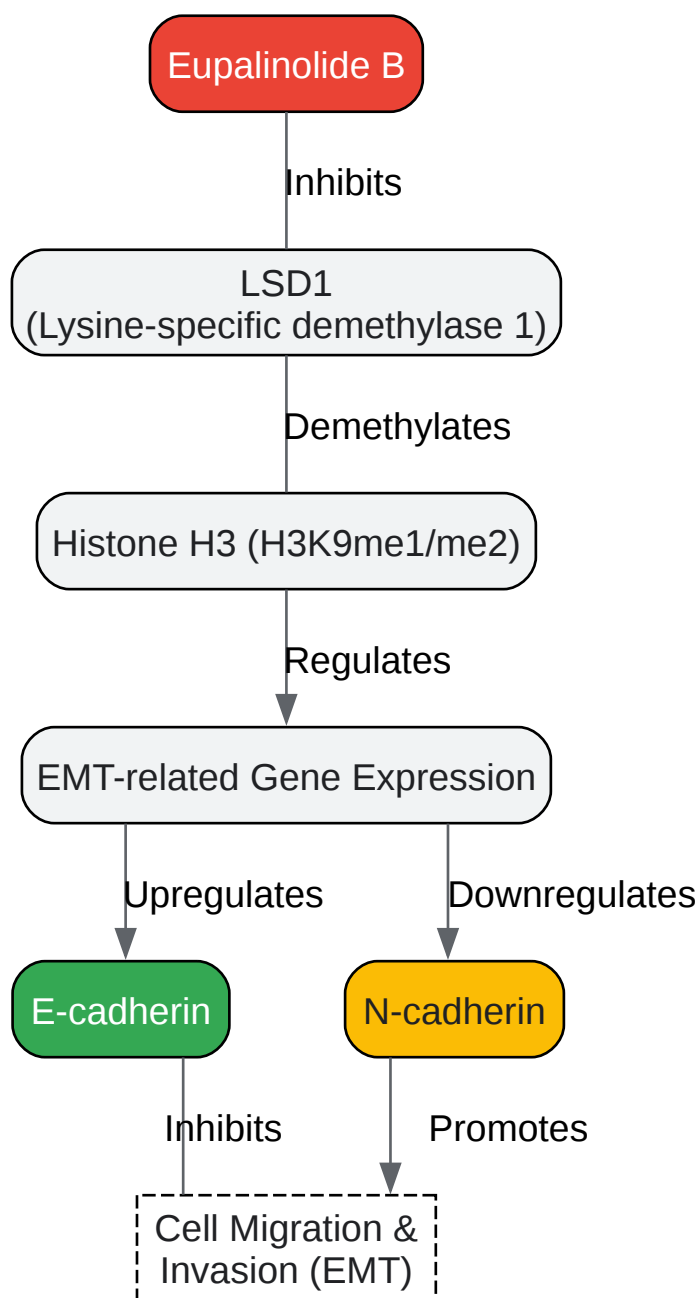 Eupalinolide B
Inhibits
LSD1
(Lysine-specific demethylase 1)
Demethylates
Histone H3 (H3K9me1/me2)
Regulates
EMT-related Gene Expression
Upregulates
Downregulates
E-cadherin
N-cadherin
Inhibits
Promotes
Cell Migration &
Invasion (EMT)